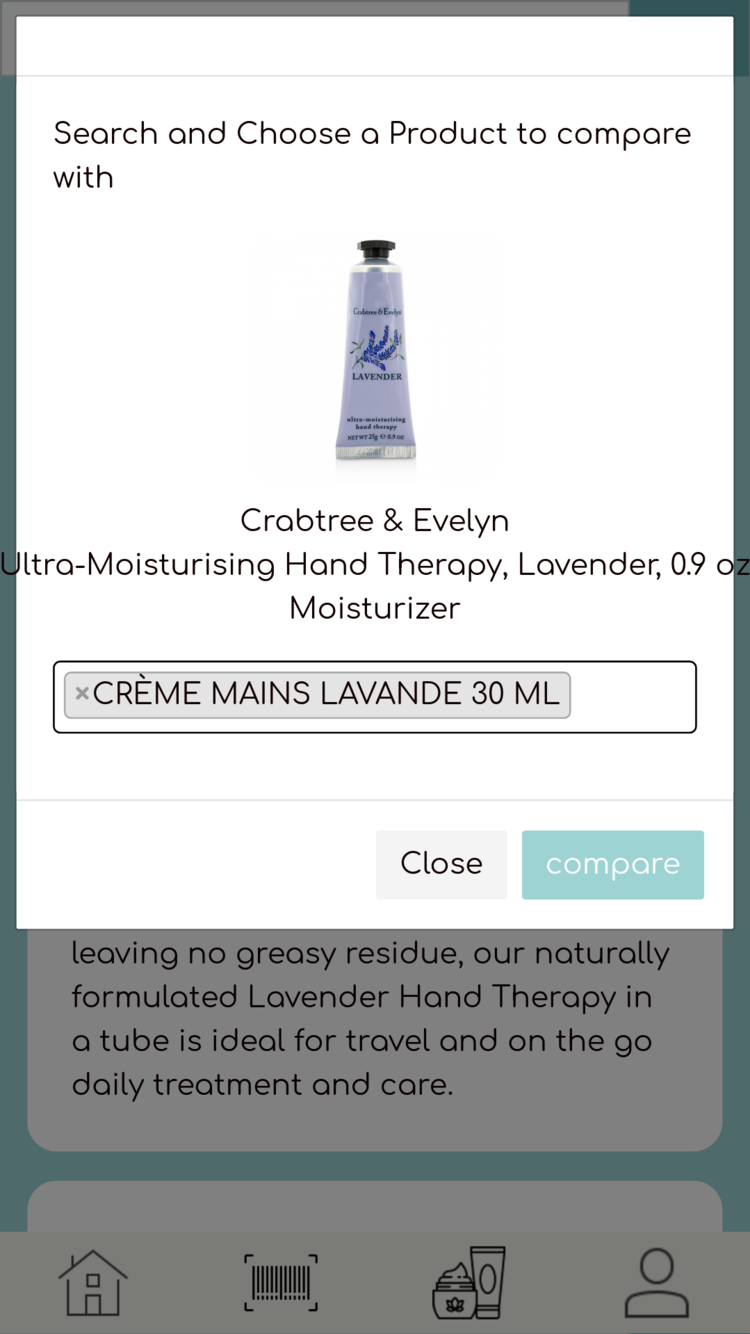 Search and Choose a Product to compare
with
Crabtree & Evelyn
LAVENDER
ultra-moisturising
hand therapy
NET WT 25g ℮ 0.9 OZ
Crabtree & Evelyn
Ultra-Moisturising Hand Therapy, Lavender, 0.9 oz
Moisturizer
×CRÈME MAINS LAVANDE 30 ML
Close
compare
leaving no greasy residue, our naturally
formulated Lavender Hand Therapy in
a tube is ideal for travel and on the go
daily treatment and care.